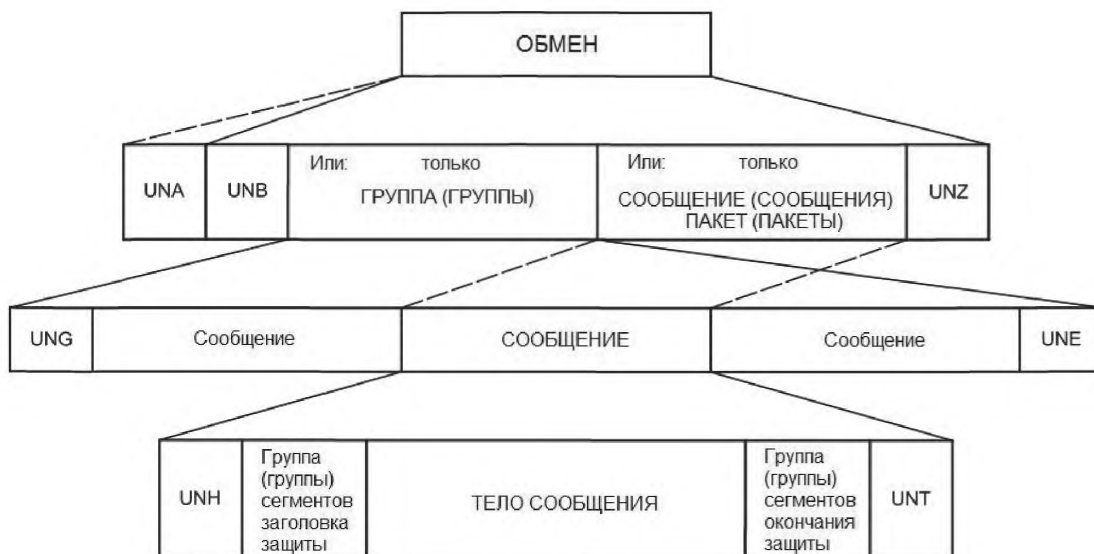 ОБМЕН
UNA
UNB
Или: только
ГРУППА (ГРУППЫ)
Или: только
СООБЩЕНИЕ (СООБЩЕНИЯ)
ПАКЕТ (ПАКЕТЫ)
UNZ
UNG
Сообщение
СООБЩЕНИЕ
Сообщение
UNE
UNH
Группа
(группы)
сегментов
заголовка
защиты
ТЕЛО СООБЩЕНИЯ
Группа
(группы)
сегментов
окончания
защиты
UNT